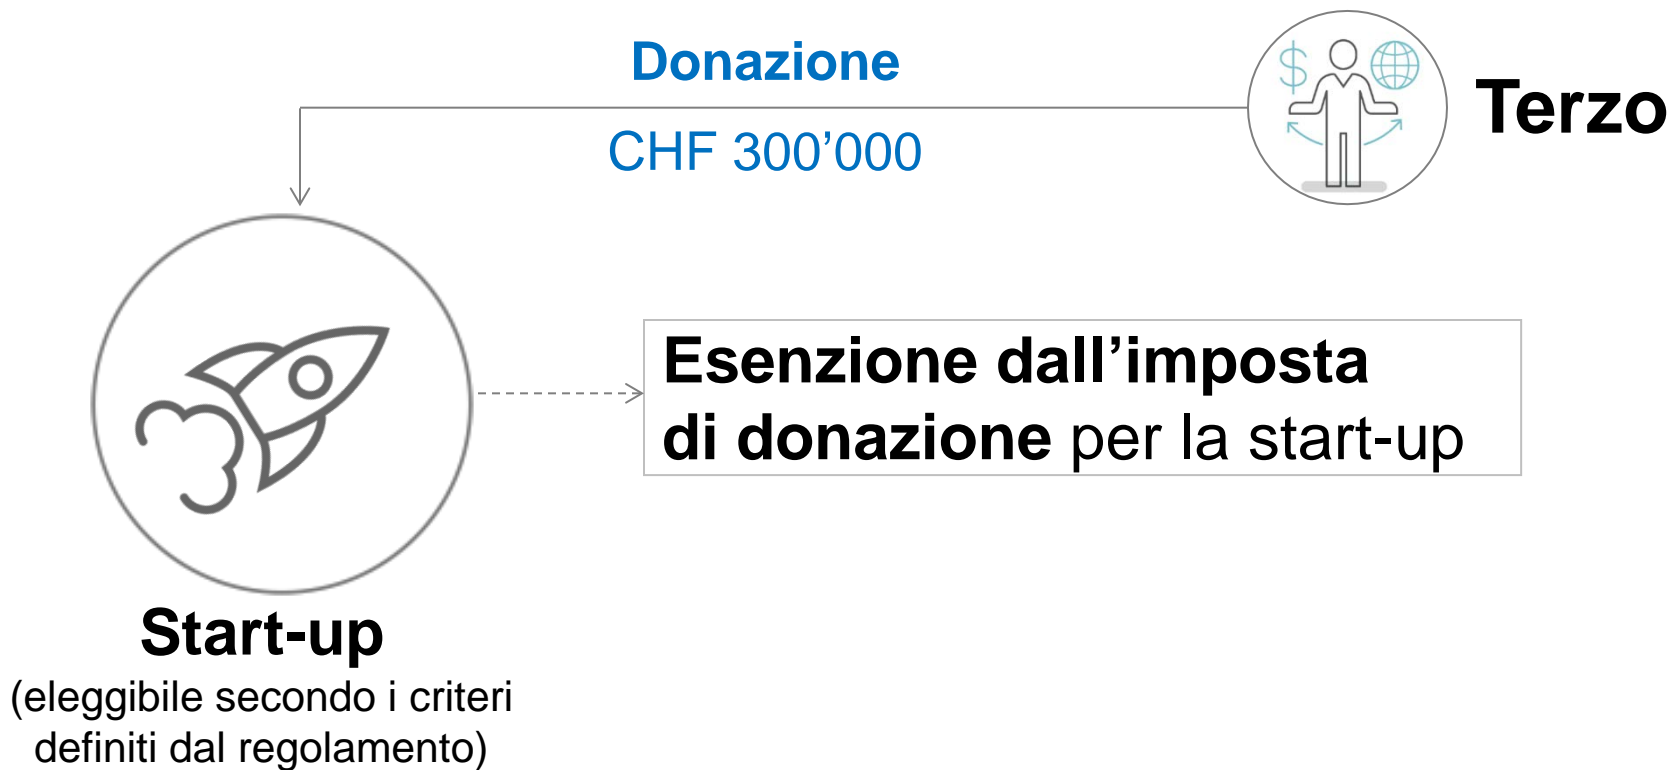 Donazione
Terzo
CHF 300’000
Esenzione dall’imposta
di donazione per la start-up
Start-up
(eleggibile secondo i criteri
definiti dal regolamento)